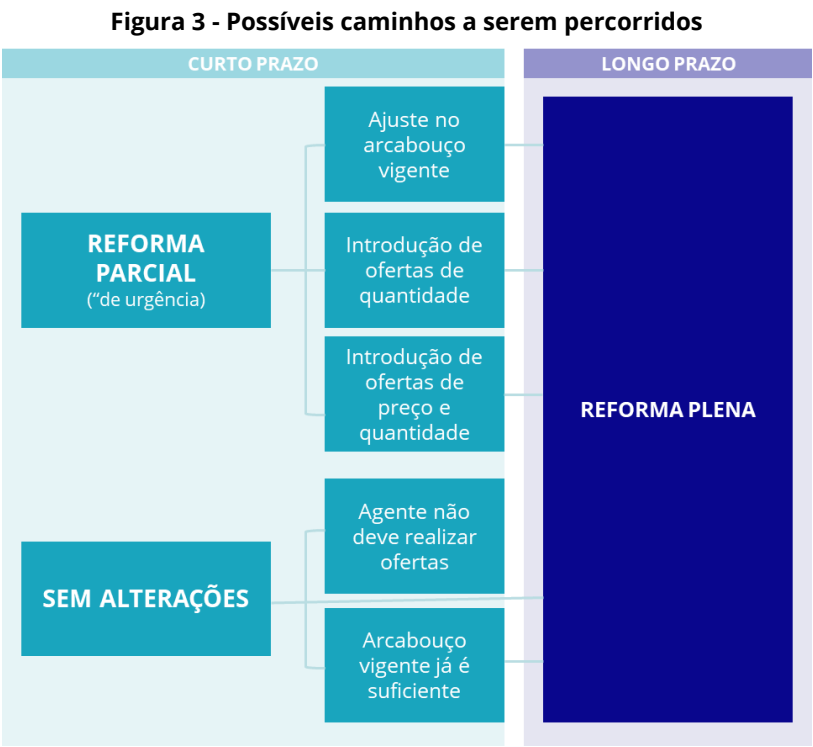 Figura 3 - Possíveis caminhos a serem percorridos
CURTO PRAZO
LONGO PRAZO
REFORMA
PARCIAL
(“de urgência)
Ajuste no
arcabouço
vigente
Introdução de
ofertas de
quantidade
Introdução de
ofertas de
preço e
quantidade
SEM ALTERAÇÕES
Agente não
deve realizar
ofertas
Arcabouço
vigente já é
suficiente
REFORMA PLENA